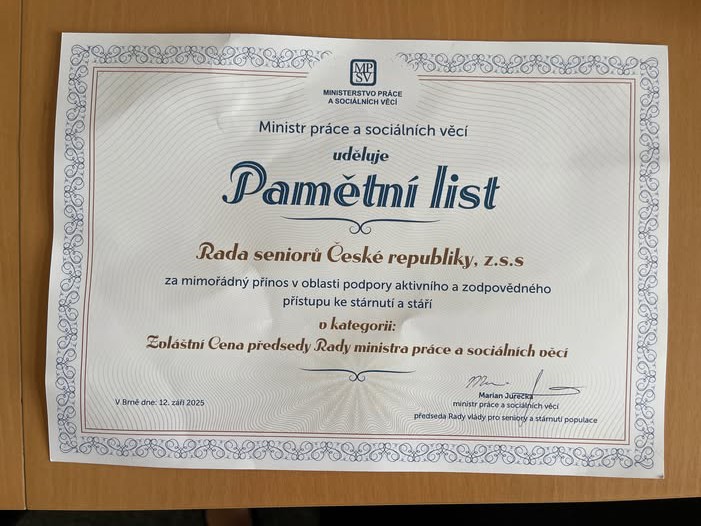 MP
SV
MINISTERSTVO PRÁCE
A SOCIÁLNÍCH VĚCÍ
Ministr práce a sociálních věcí
uděluje
Pamětní list
Rada seniorů České republiky, z.s.s
za mimořádný přínos v oblasti podpory aktivního a zodpovědného
přístupu ke stárnutí a stáří
v kategorii:
Zvláštní Cena předsedy Rady ministra práce a sociálních věcí
V Brně dne: 12. září 2025
Marian Jurečka
ministr práce a sociálních věcí
předseda Rady vlády pro seniory a stárnutí populace